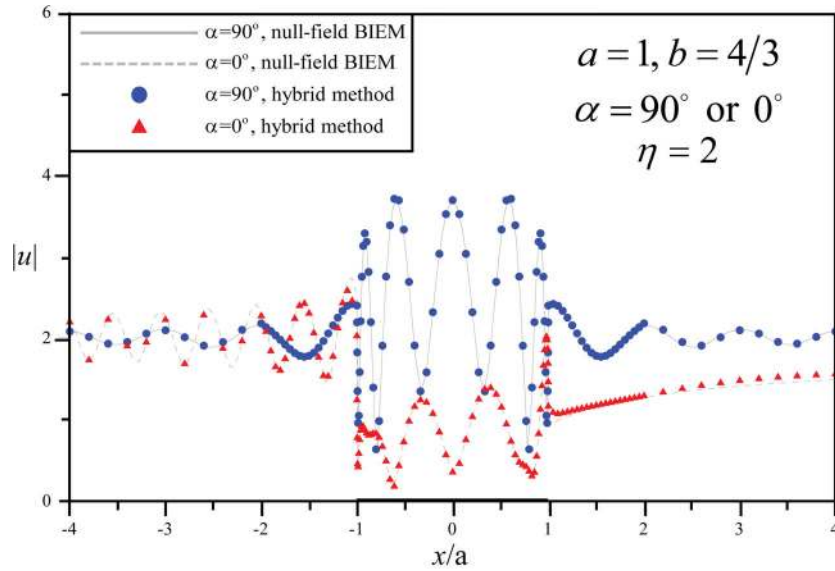 6
α=90°, null-field BIEM
α=0°, null-field BIEM
α=90°, hybrid method
α=0°, hybrid method
a = 1, b = 4/3
α = 90° or 0°
η = 2
4
|u|
2
0
-4 -3 -2 -1 0 1 2 3 4
x/a